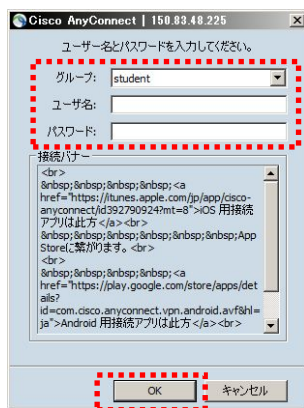 Cisco AnyConnect | 150.83.48.225
ユーザー名とパスワードを入力してください。
グループ: student
ユーザ名:
パスワード:
接続バナー
<br>
&nbsp;&nbsp;&nbsp;&nbsp;<a
href="https://itunes.apple.com/jp/app/cisco-
anyconnect/id392790924?mt=8">iOS 用接続
アプリは此方</a><br>
&nbsp;&nbsp;&nbsp;&nbsp;&nbsp;App
Storeに繋がります。<br>
<br>
&nbsp;&nbsp;&nbsp;&nbsp;<a
href="https://play.google.com/store/apps/det
ails?
id=com.cisco.anyconnect.vpn.android.avf&hl=
ja">Android 用接続アプリは此方</a><br>
OK キャンセル